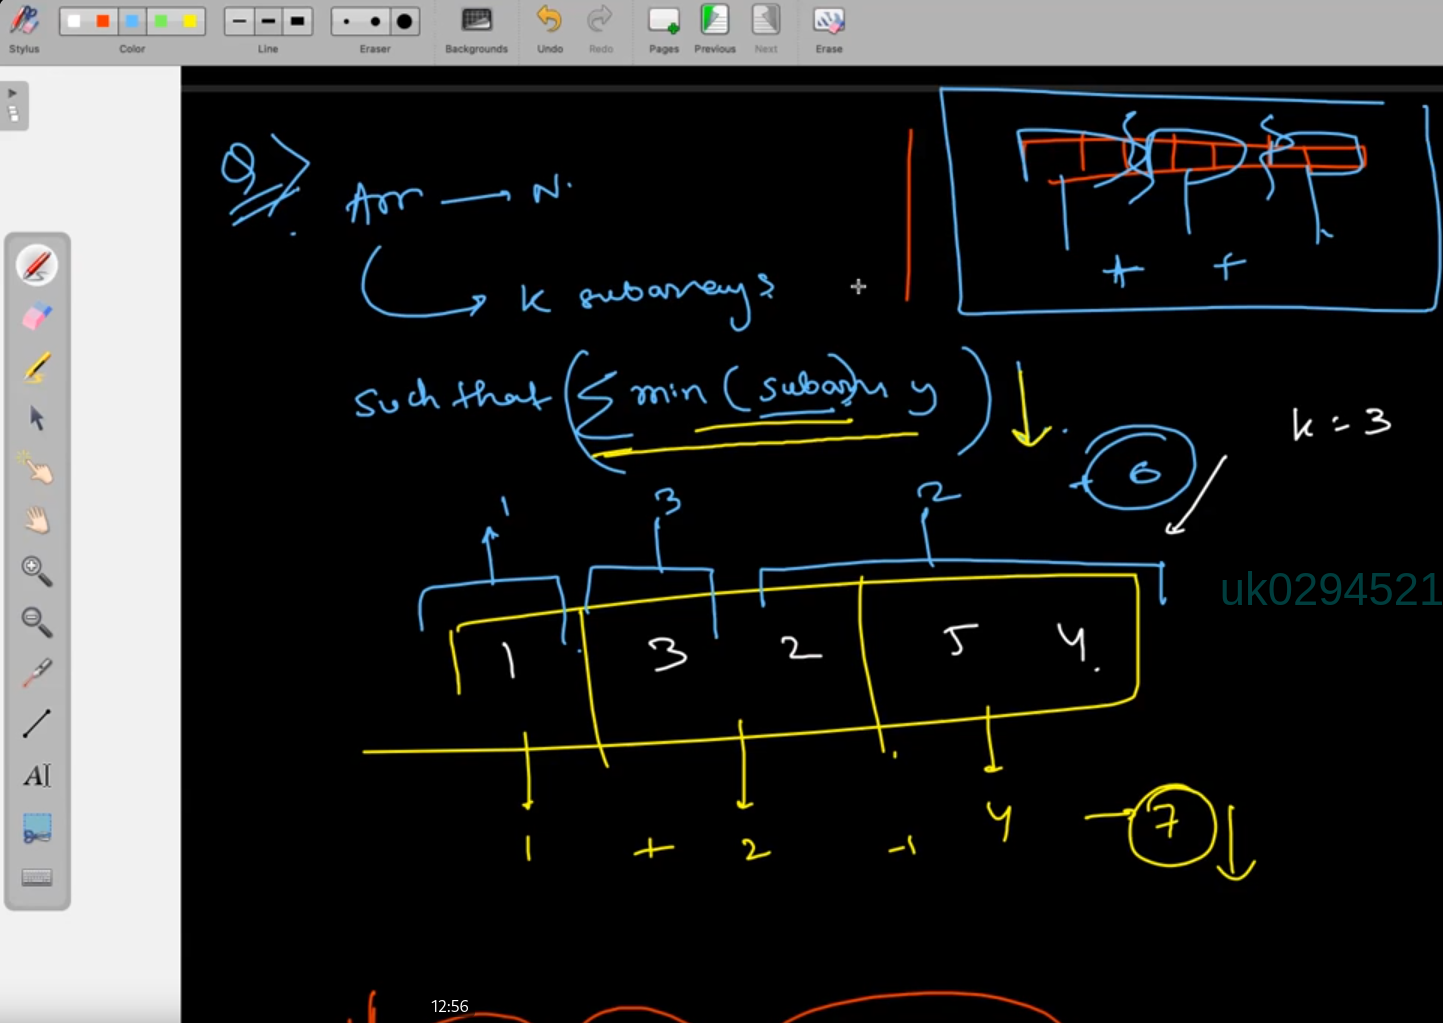 Stylus Color Line Eraser Backgrounds Undo Redo Pages Previous Next Erase
Q>
Arr — N.
k subarrays
such that (Σ min (subarray))
k = 3
+ 6
1 3 2
uk0294521
1 3 2 5 4
1 + 2 + 4 7
AI
12:56